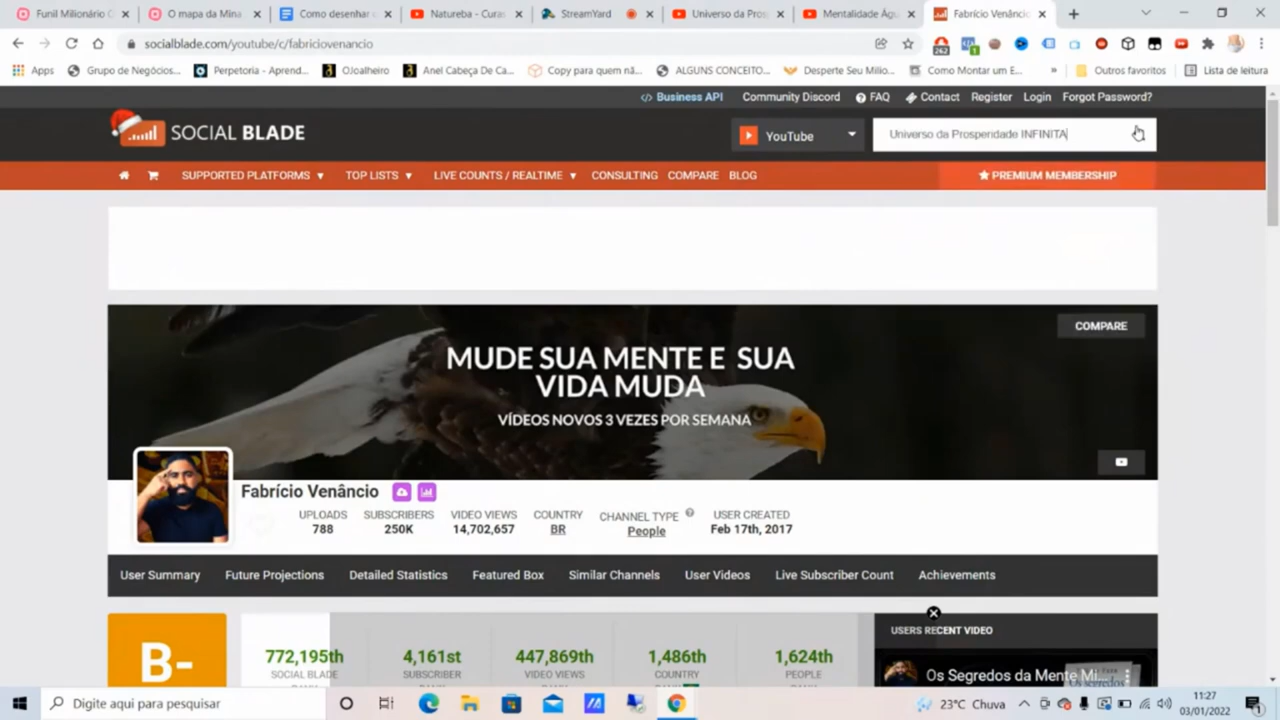 Funil Milionário
O mapa da Mina
Como desenhar
Natureba - Curas
StreamYard
Universo da Pros
Mentalidade Águ
Fabrício Venâncio
socialblade.com/youtube/c/fabriciovenancio
262
1
Apps
Grupo de Negócios...
Perpetoria - Aprend...
OJoalheiro
Anel Cabeça De Ca...
Copy para quem nã...
ALGUNS CONCEITO...
Desperte Seu Milio...
Como Montar um E...
»
Outros favoritos
Lista de leitura
</> Business API
Community Discord
FAQ
Contact
Register
Login
Forgot Password?
SOCIAL BLADE
YouTube
Universo da Prosperidade INFINITA
SUPPORTED PLATFORMS
TOP LISTS
LIVE COUNTS / REALTIME
CONSULTING
COMPARE
BLOG
PREMIUM MEMBERSHIP
COMPARE
MUDE SUA MENTE E SUA
VIDA MUDA
VÍDEOS NOVOS 3 VEZES POR SEMANA
Fabrício Venâncio
UPLOADS
788
SUBSCRIBERS
250K
VIDEO VIEWS
14,702,657
COUNTRY
BR
CHANNEL TYPE
People
USER CREATED
Feb 17th, 2017
User Summary
Future Projections
Detailed Statistics
Featured Box
Similar Channels
User Videos
Live Subscriber Count
Achievements
B-
772,195th
SOCIAL BLADE
4,161st
SUBSCRIBER
447,869th
VIDEO VIEWS
1,486th
COUNTRY
1,624th
PEOPLE
USERS RECENT VIDEO
Os Segredos da Mente Mi...
Digite aqui para pesquisar
23°C Chuva
11:27
03/01/2022
1